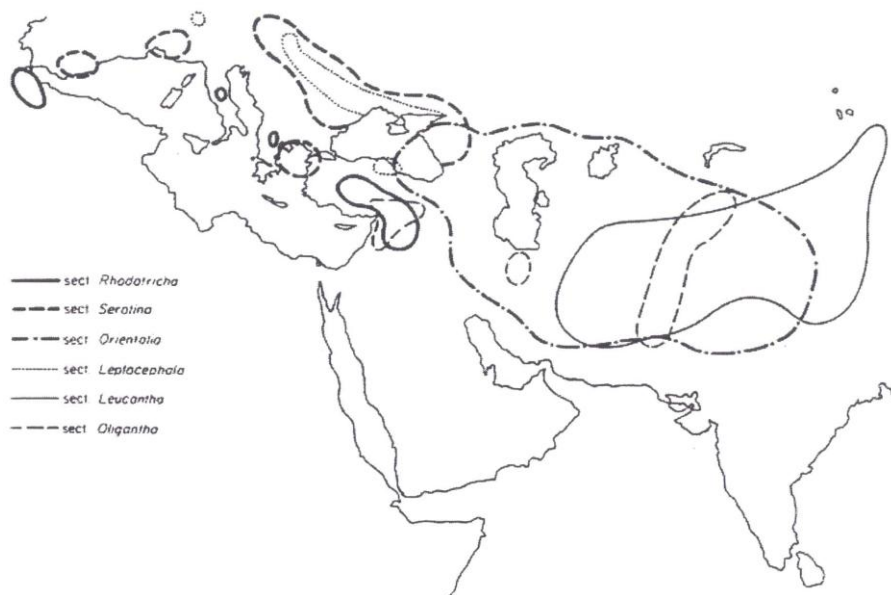 sect Rhodotricha
sect Serotina
sect Orientalia
sect Leptocephala
sect Leucantha
sect Oligantha